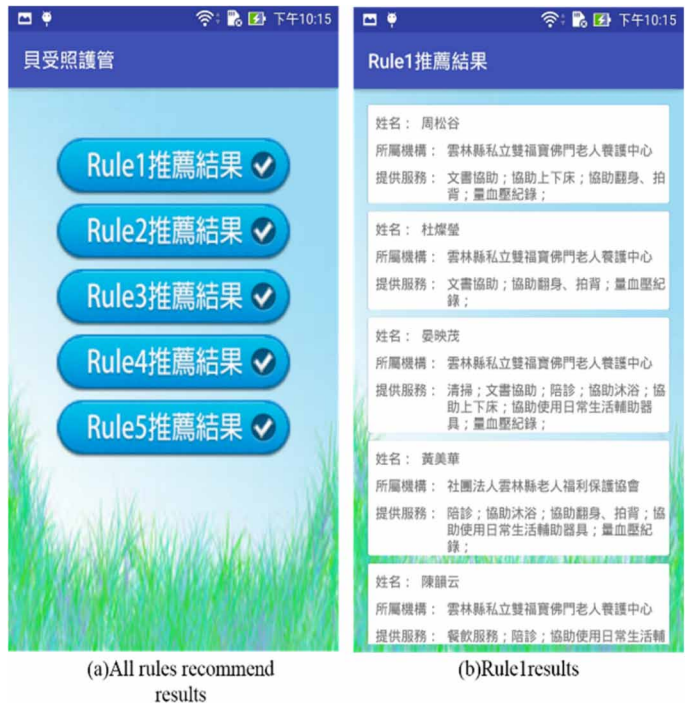 下午10:15
貝受照護管
Rule1推薦結果
Rule2推薦結果
Rule3推薦結果
Rule4推薦結果
Rule5推薦結果
(a)All rules recommend
results
下午10:15
Rule1推薦結果
姓名： 周松谷
所屬機構： 雲林縣私立雙福寶佛門老人養護中心
提供服務： 文書協助；協助上下床；協助翻身、拍
背；量血壓紀錄；
姓名： 杜燦瑩
所屬機構： 雲林縣私立雙福寶佛門老人養護中心
提供服務： 文書協助；協助翻身、拍背；量血壓紀
錄；
姓名： 晏映茂
所屬機構： 雲林縣私立雙福寶佛門老人養護中心
提供服務： 清掃；文書協助；陪診；協助沐浴；協
助上下床；協助使用日常生活輔助器
具；量血壓紀錄；
姓名： 黃美華
所屬機構： 社團法人雲林縣老人福利保護協會
提供服務： 陪診；協助沐浴；協助翻身、拍背；協
助使用日常生活輔助器具；量血壓紀
錄；
姓名： 陳韻云
所屬機構： 雲林縣私立雙福寶佛門老人養護中心
提供服務： 餐飲服務；陪診；協助使用日常生活輔
(b)Rule1results